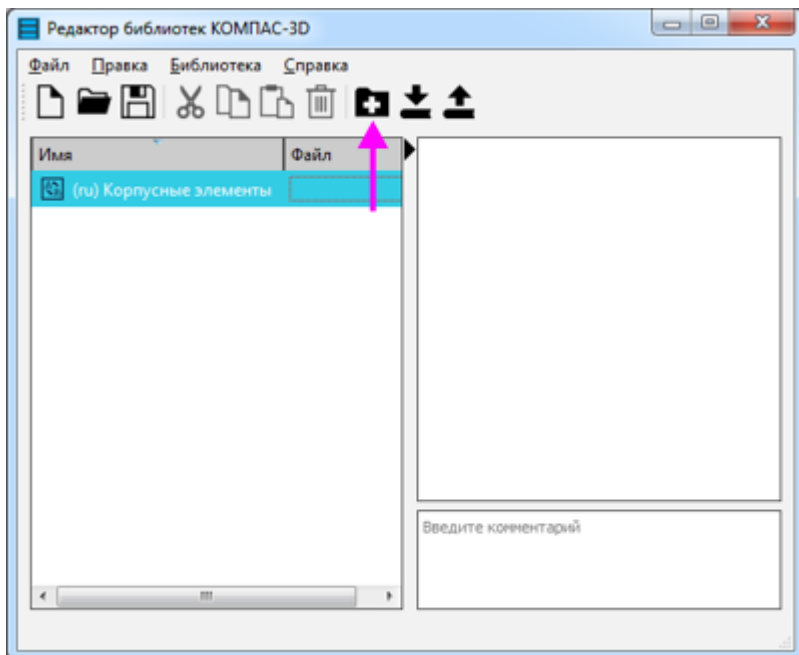 Редактор библиотек КОМПАС-3D
Файл Правка Библиотека Справка
Имя Файл
(ru) Корпусные элементы
Введите комментарий